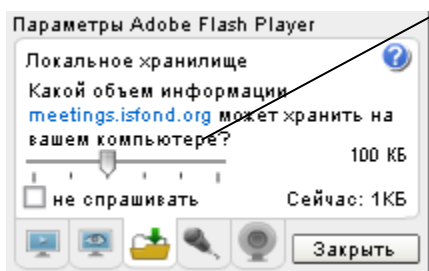 Параметры Adobe Flash Player
Локальное хранилище
Какой объем информации
meetings.isfond.org может хранить на
вашем компьютере?
100 КБ
не спрашивать
Сейчас: 1КБ
Закрыть